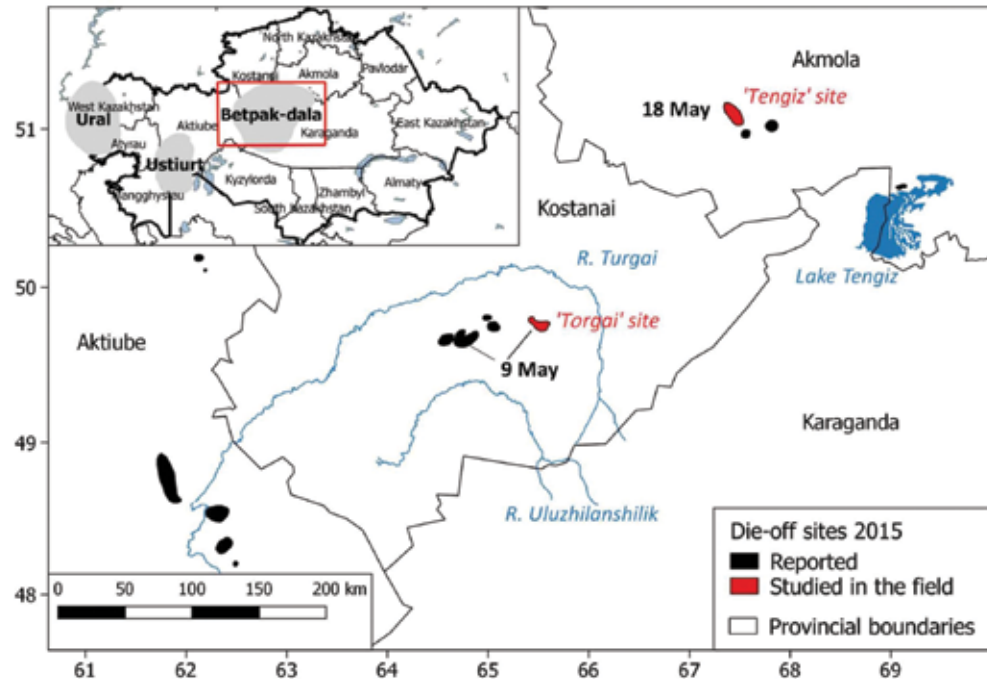 North Kazakhstan
Kostansi
Akmola
Pavlodar
West Kazakhstan
Ural
Aktiube
Betpak-dala
Karaganda
East Kazakhstan
Atyrau
Ustiurt
Mangghystau
Kyzylorda
Zhambyl
Almaty
South Kazakhstan
Akmola
18 May
'Tengiz' site
Kostanai
R. Turgai
Lake Tengiz
'Torgai' site
Aktiube
9 May
Karaganda
R. Uluzhilanshilik
51
50
49
48
0 50 100 150 200 km
Die-off sites 2015
Reported
Studied in the field
Provincial boundaries
61 62 63 64 65 66 67 68 69